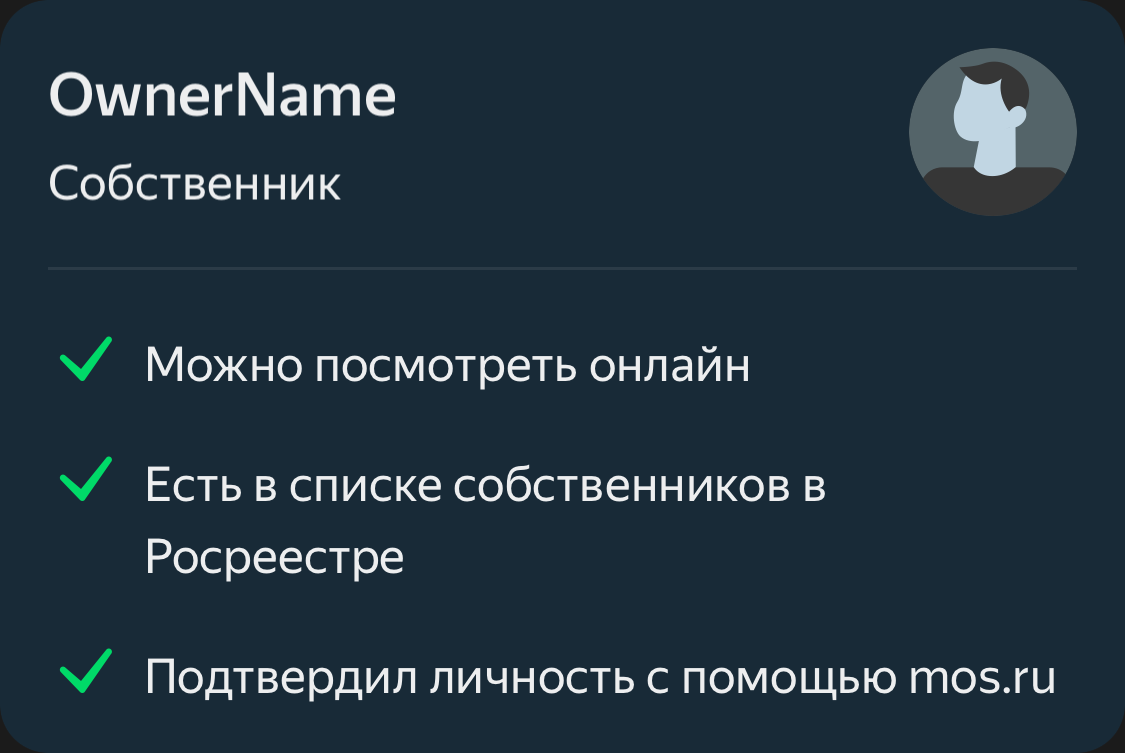 OwnerName
Собственник
Можно посмотреть онлайн
Есть в списке собственников в
Росреестре
Подтвердил личность с помощью mos.ru